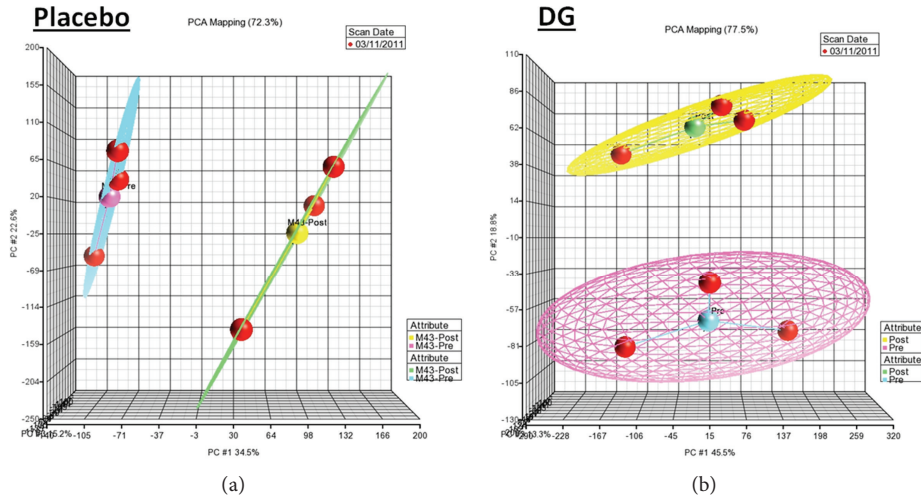 Placebo
PCA Mapping (72.3%)
Scan Date
03/11/2011
200
155
110
65
20
-25
-69
-114
-159
-204
-250
PC #2 22.6%
Pre
M43-Post
Attribute
M43-Post
M43-Pre
Attribute
M43-Post
M43-Pre
-140 -105 -71 -37 -3 30 64 98 132 166 200
PC #1 34.5%
(a)
DG
PCA Mapping (77.5%)
Scan Date
03/11/2011
110
86
62
38
14
-10
-33
-57
-81
-105
-130
PC #2 18.8%
Post
Pre
Attribute
Post
Pre
Attribute
Post
Pre
-228 -167 -106 -45 15 76 137 198 259 320
PC #1 45.5%
(b)